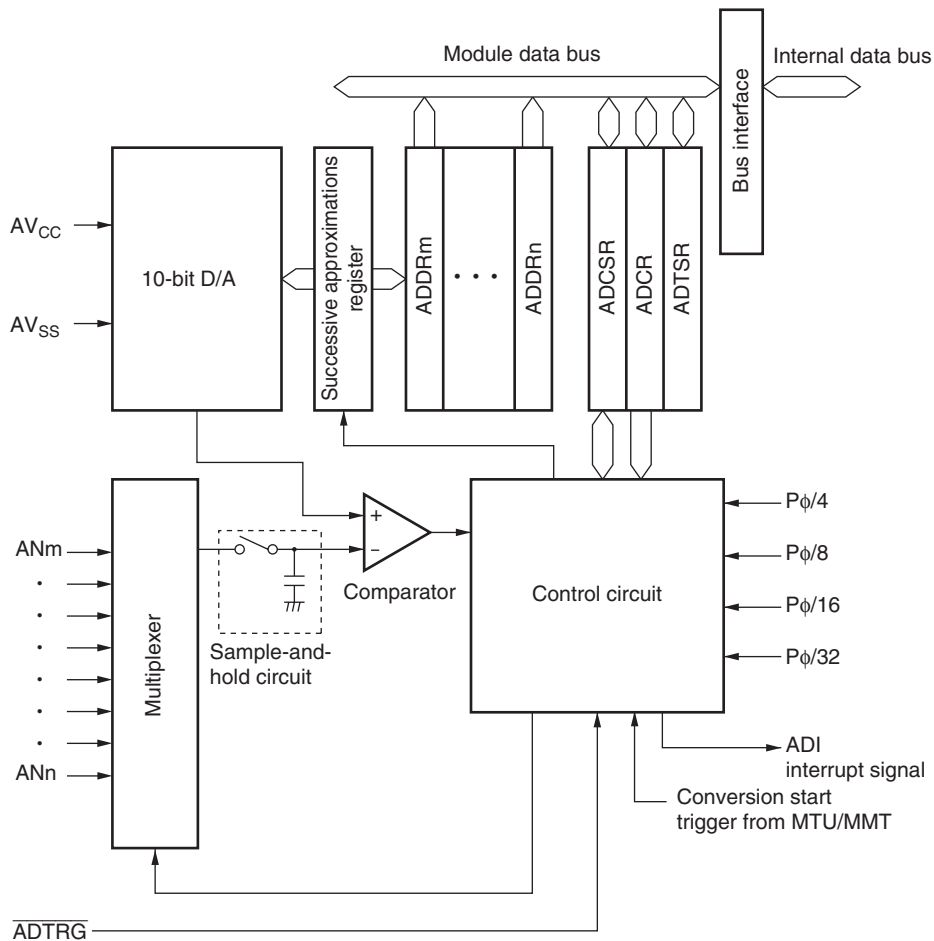 Module data bus
Internal data bus
Bus interface
AVCC
AVSS
10-bit D/A
Successive approximations
register
ADDRm
• • •
ADDRn
ADCSR
ADCR
ADTSR
ANm
•
•
•
•
•
•
ANn
Multiplexer
Sample-and-
hold circuit
+
−
Comparator
Control circuit
Pϕ/4
Pϕ/8
Pϕ/16
Pϕ/32
ADI
interrupt signal
Conversion start
trigger from MTU/MMT
ADTRG